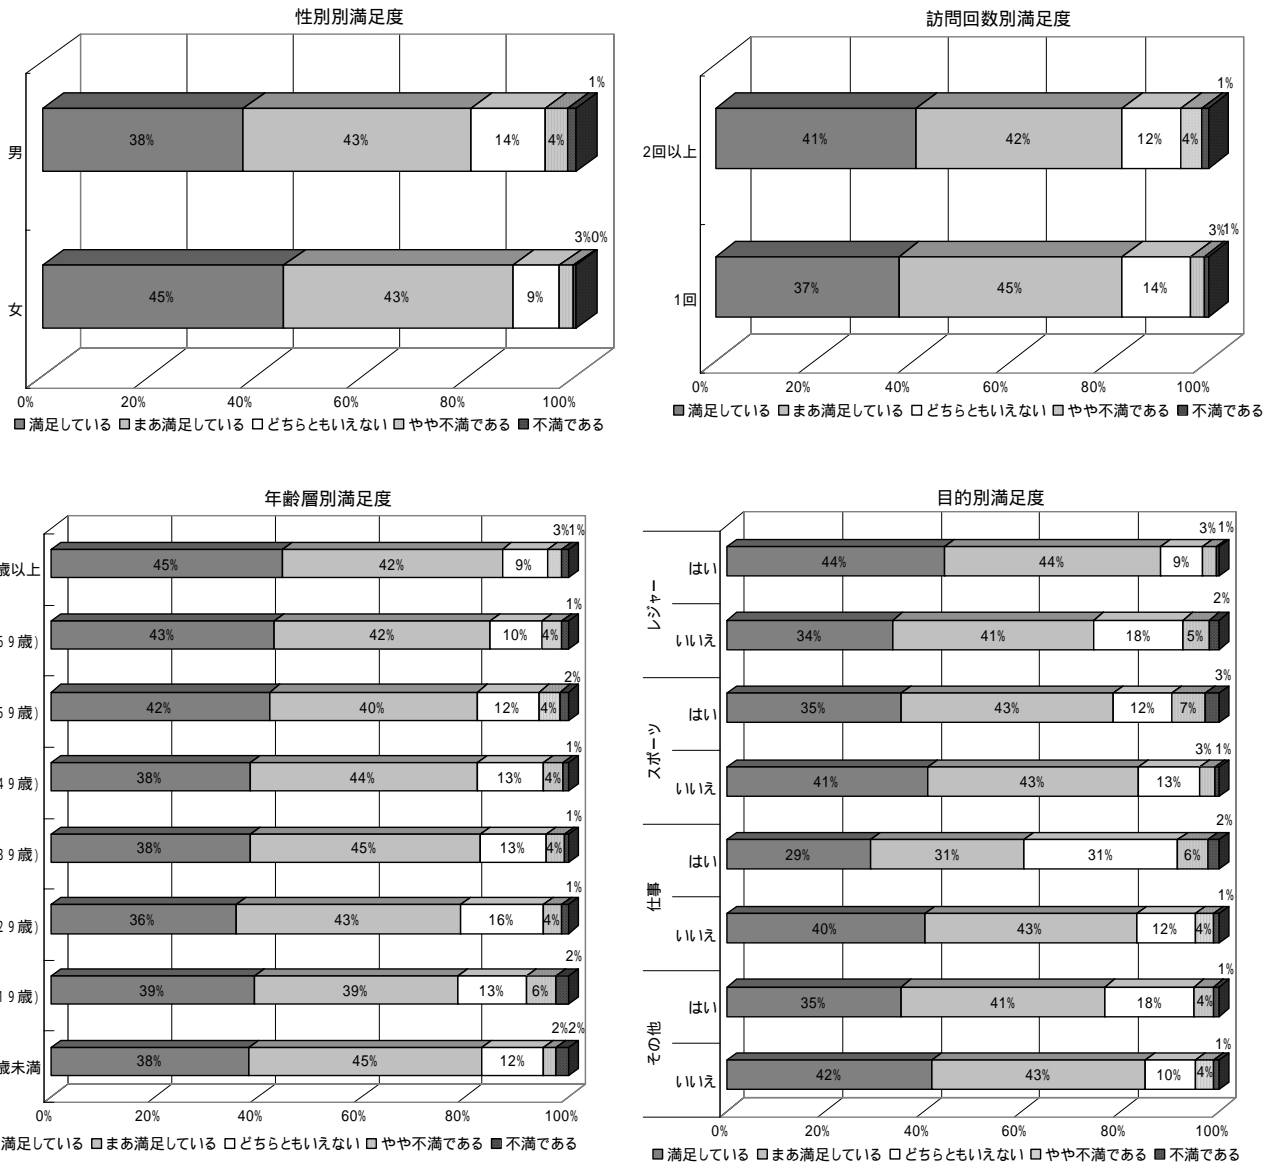 性別別満足度
1%
男
38% 43% 14% 4%
3%0%
女
45% 43% 9%
0% 20% 40% 60% 80% 100%
満足している まあ満足している どちらともいえない やや不満である 不満である
訪問回数別満足度
1%
2回以上
41% 42% 12% 4%
3%1%
1回
37% 45% 14%
0% 20% 40% 60% 80% 100%
満足している まあ満足している どちらともいえない やや不満である 不満である
年齢層別満足度
3%1%
歳以上 45% 42% 9%
1%
9歳) 43% 42% 10% 4%
2%
9歳) 42% 40% 12% 4%
1%
9歳) 38% 44% 13% 4%
1%
9歳) 38% 45% 13% 4%
1%
9歳) 36% 43% 16% 4%
2%
9歳) 39% 39% 13% 6%
2%2%
歳未満 38% 45% 12%
0% 20% 40% 60% 80% 100%
満足している まあ満足している どちらともいえない やや不満である 不満である
目的別満足度
レジャー
3%1%
はい 44% 44% 9%
2%
いいえ 34% 41% 18% 5%
スポーツ
3%
はい 35% 43% 12% 7%
3%1%
いいえ 41% 43% 13%
仕事
2%
はい 29% 31% 31% 6%
1%
いいえ 40% 43% 12% 4%
その他
1%
はい 35% 41% 18% 4%
1%
いいえ 42% 43% 10% 4%
0% 20% 40% 60% 80% 100%
満足している まあ満足している どちらともいえない やや不満である 不満である